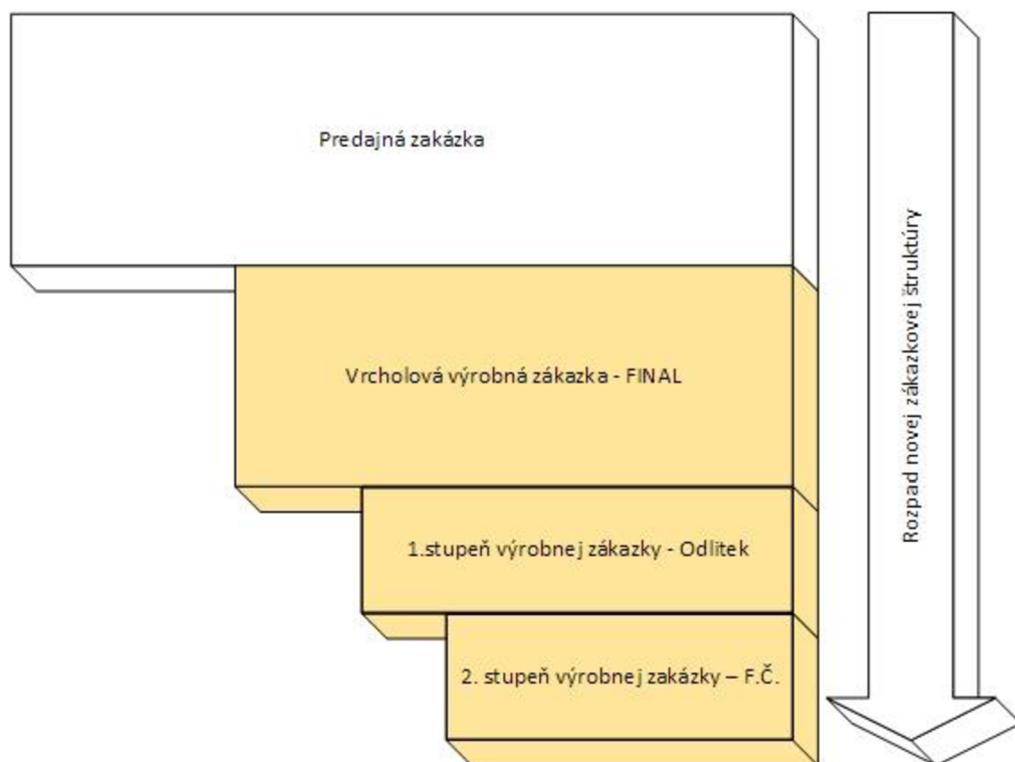 Predajná zakázka
Vrcholová výrobná zákazka - FINAL
1.stupeň výrobnej zákazky - Odlitek
2. stupeň výrobnej zakázky – F.Č.
Rozpad novej zákazkovej štruktúry